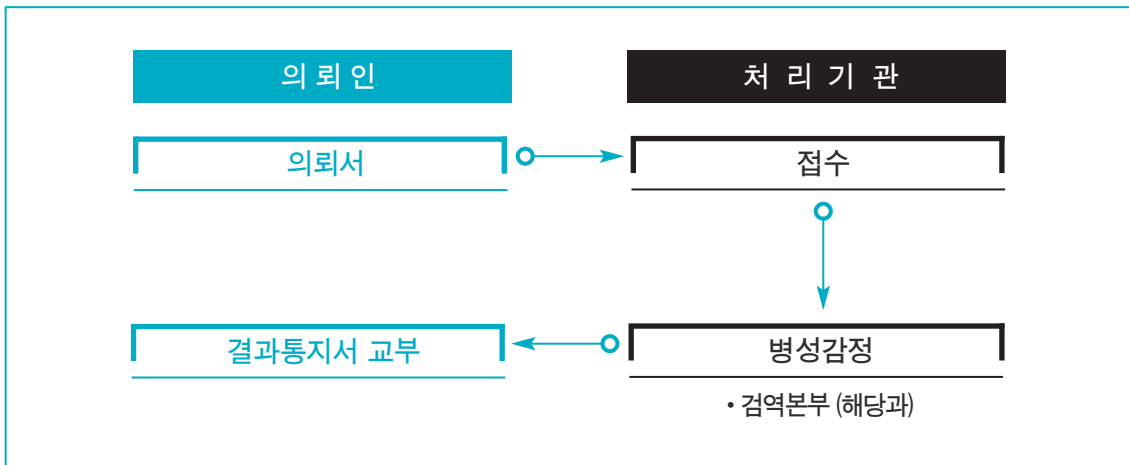 의 뢰 인
처 리 기 관
의뢰서
접수
결과통지서 교부
병성감정
• 검역본부 (해당과)